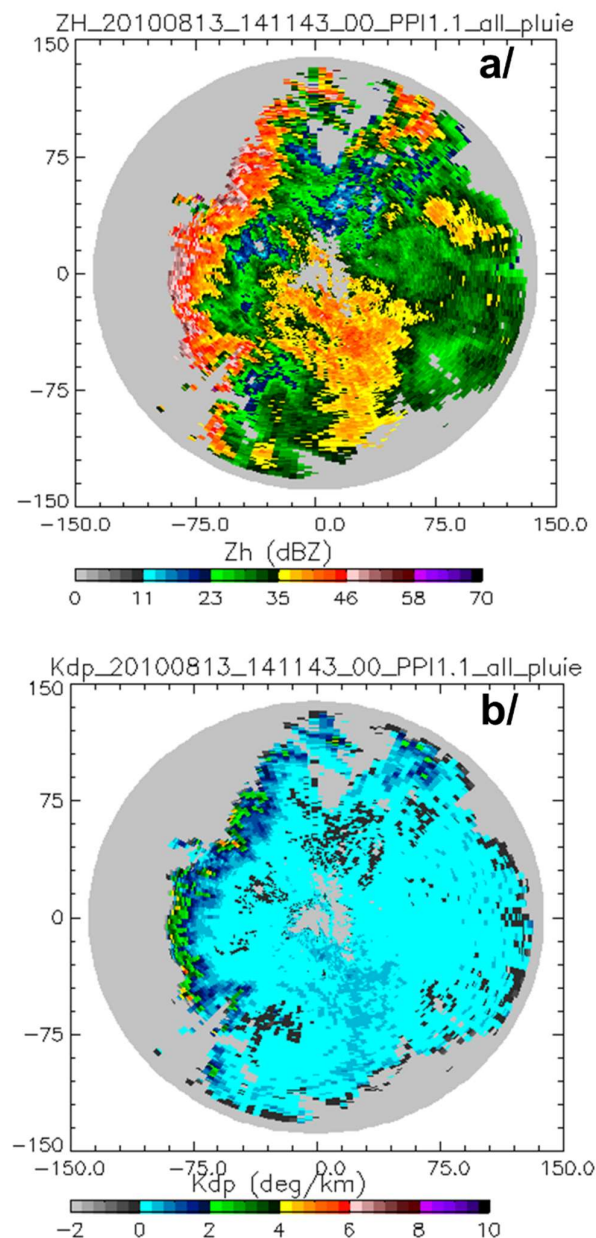 ZH_20100813_141143_00_PPI1.1_all_pluie
a/
150
75
0
-75
-150
-150.0 -75.0 0.0 75.0 150.0
Zh (dBZ)
0 11 23 35 46 58 70
Kdp_20100813_141143_00_PPI1.1_all_pluie
b/
150
75
0
-75
-150
-150.0 -75.0 0.0 75.0 150.0
Kdp (deg/km)
-2 0 2 4 6 8 10